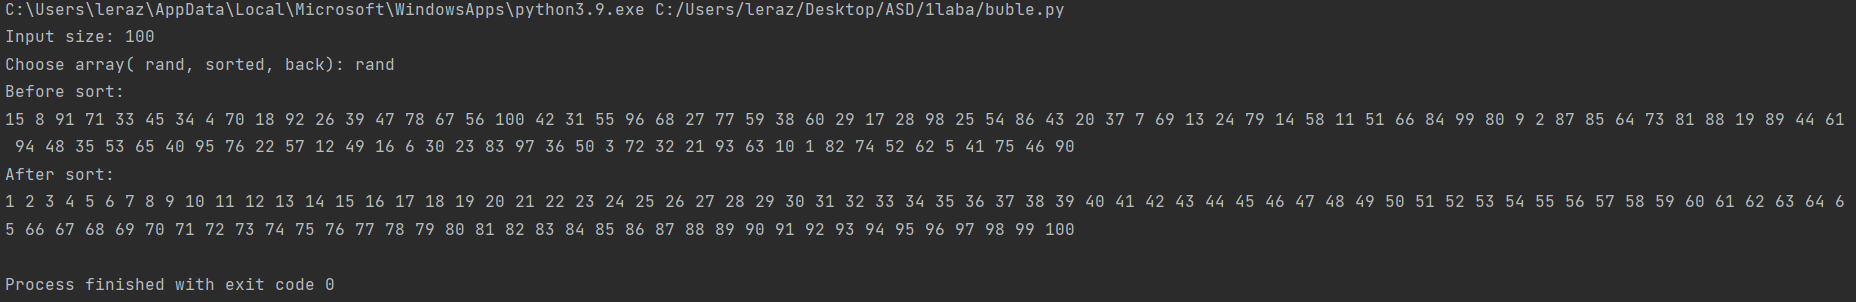 C:\Users\leraz\AppData\Local\Microsoft\WindowsApps\python3.9.exe C:/Users/leraz/Desktop/ASD/1laba/buble.py
Input size: 100
Choose array( rand, sorted, back): rand
Before sort:
15 8 91 71 33 45 34 4 70 18 92 26 39 47 78 67 56 100 42 31 55 96 68 27 77 59 38 60 29 17 28 98 25 54 86 43 20 37 7 69 13 24 79 14 58 11 51 66 84 99 80 9 2 87 85 64 73 81 88 19 89 44 61
94 48 35 53 65 40 95 76 22 57 12 49 16 6 30 23 83 97 36 50 3 72 32 21 93 63 10 1 82 74 52 62 5 41 75 46 90
After sort:
1 2 3 4 5 6 7 8 9 10 11 12 13 14 15 16 17 18 19 20 21 22 23 24 25 26 27 28 29 30 31 32 33 34 35 36 37 38 39 40 41 42 43 44 45 46 47 48 49 50 51 52 53 54 55 56 57 58 59 60 61 62 63 64 6
5 66 67 68 69 70 71 72 73 74 75 76 77 78 79 80 81 82 83 84 85 86 87 88 89 90 91 92 93 94 95 96 97 98 99 100
Process finished with exit code 0